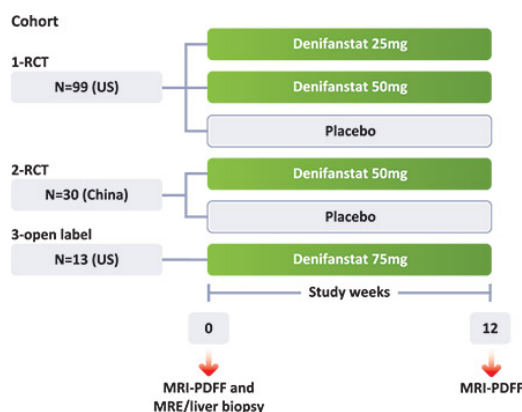 Cohort
1-RCT
N=99 (US)
Denifanstat 25mg
Denifanstat 50mg
Placebo
2-RCT
N=30 (China)
Denifanstat 50mg
Placebo
3-open label
N=13 (US)
Denifanstat 75mg
Study weeks
0
12
MRI-PDFF and
MRE/liver biopsy
MRI-PDFF